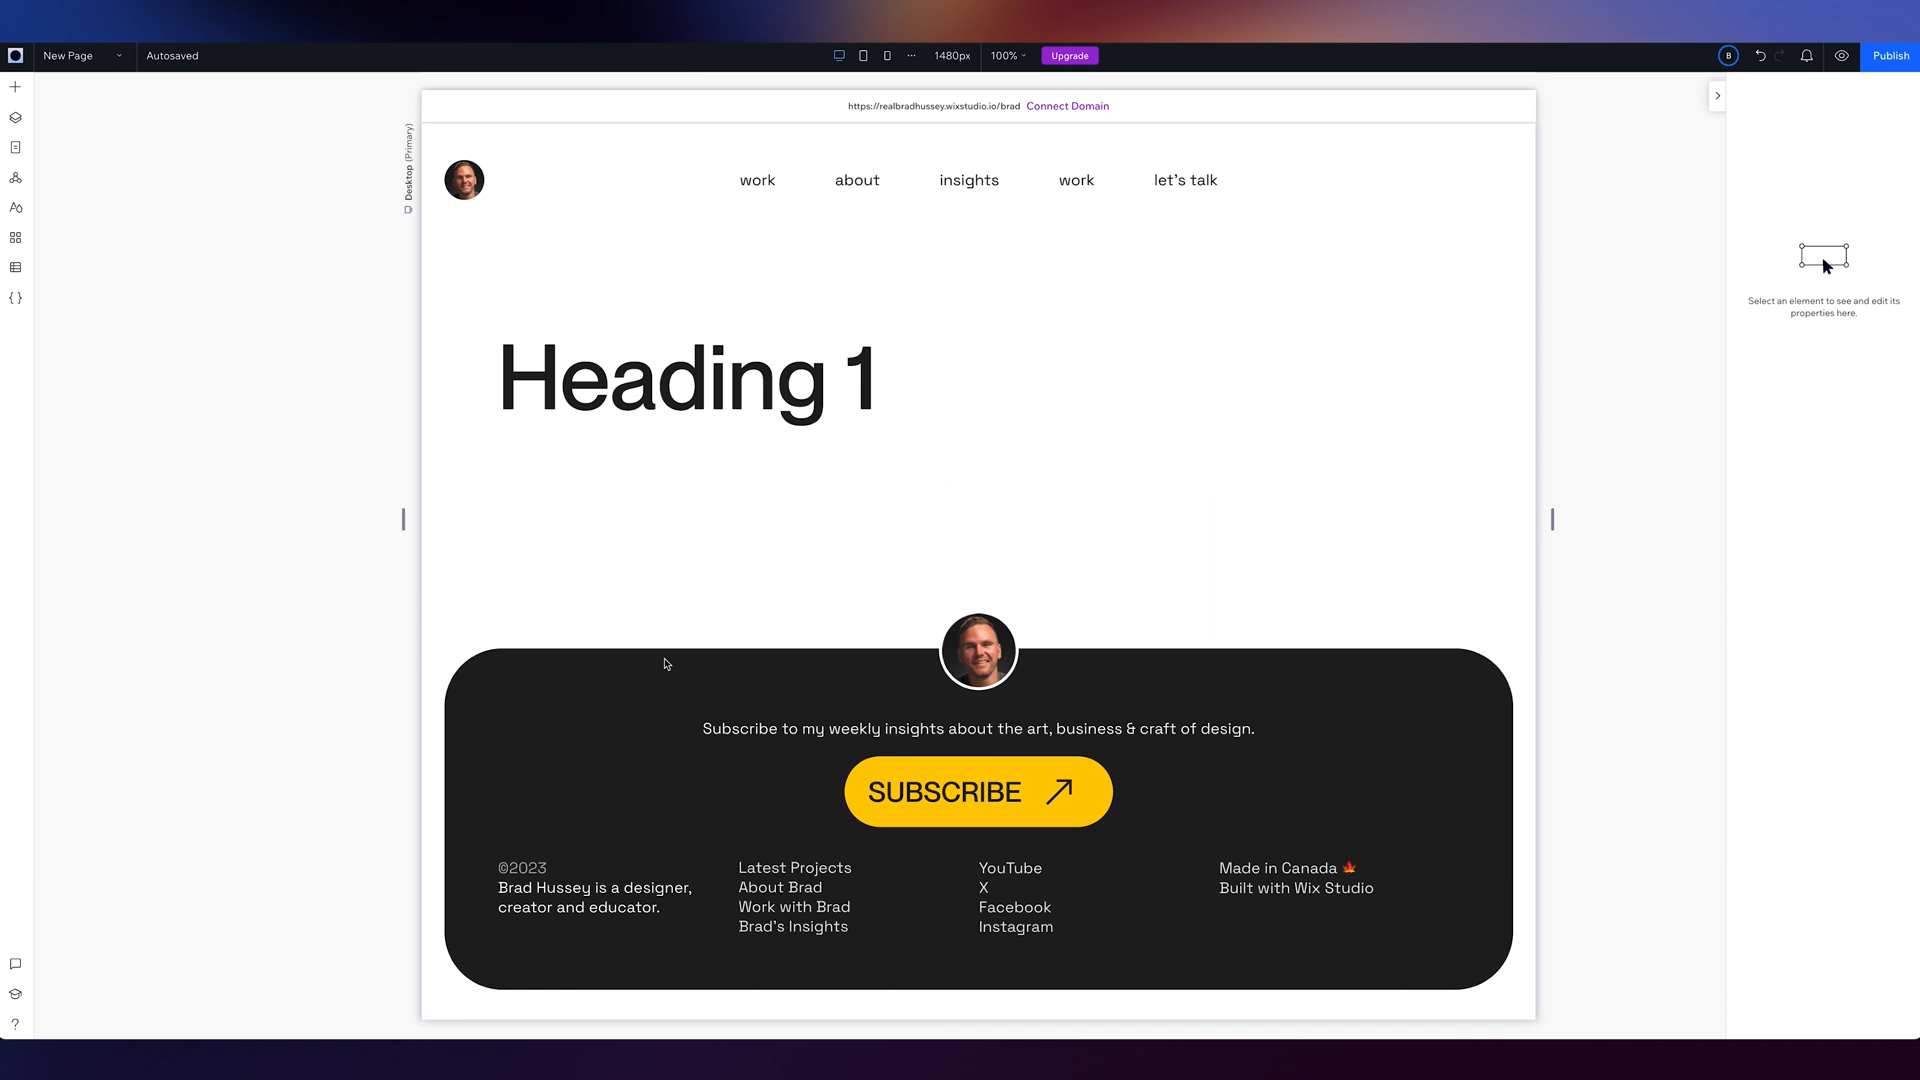 New Page
Autosaved
1480px
100%
Upgrade
B
Publish
https://realbradhussey.wixstudio.io/brad Connect Domain
Desktop (Primary)
work about insights work let's talk
Select an element to see and edit its
properties here.
Heading 1
Subscribe to my weekly insights about the art, business & craft of design.
SUBSCRIBE
©2023
Brad Hussey is a designer,
creator and educator.
Latest Projects
About Brad
Work with Brad
Brad's Insights
YouTube
X
Facebook
Instagram
Made in Canada 🍁
Built with Wix Studio